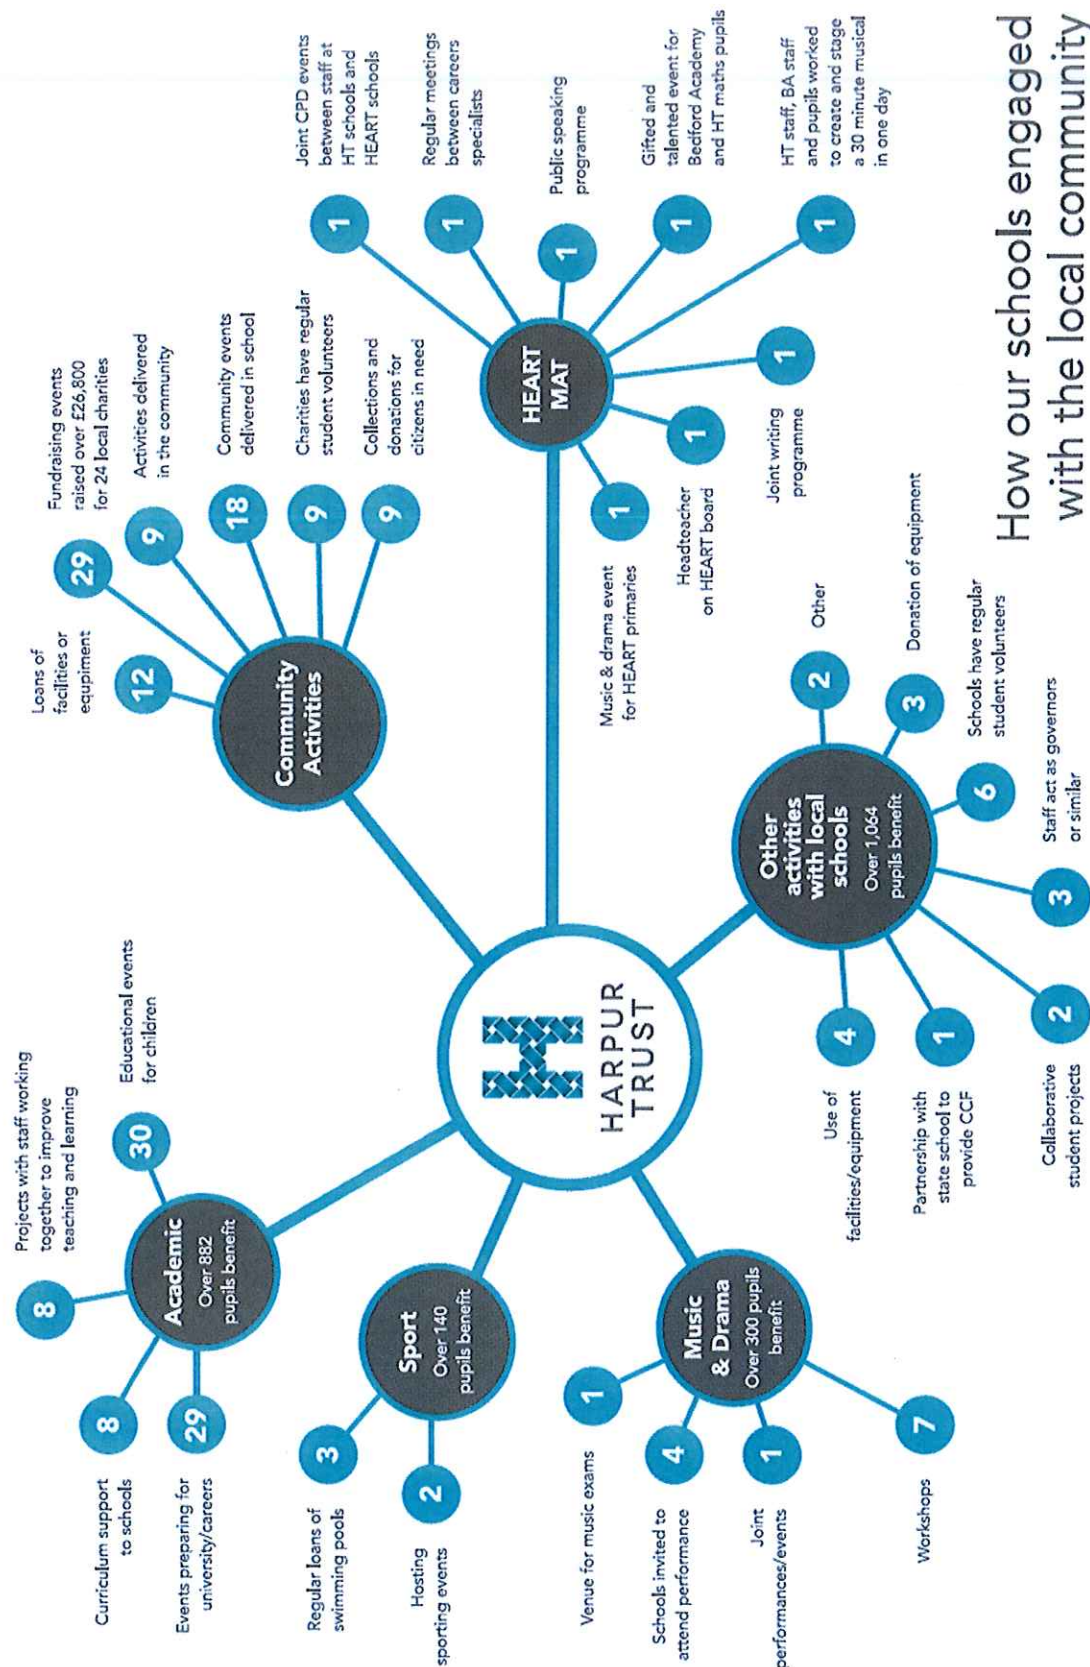 How our schools engaged
with the local community
HARPUR
TRUST
Academic
Over 882
pupils benefit
8
Projects with staff working
together to improve
teaching and learning
30
Educational events
for children
8
Curriculum support
to schools
29
Events preparing for
university/careers
Sport
Over 140
pupils benefit
3
Regular loans of
swimming pools
2
Hosting
sporting events
Music
& Drama
Over 300 pupils
benefit
1
Venue for music exams
4
Schools invited to
attend performance
1
Joint
performances/events
7
Workshops
Community
Activities
12
Loans of
facilities or
equpiment
29
Fundraising events
raised over £26,800
for 24 local charities
9
Activities delivered
in the community
18
Community events
delivered in school
9
Charities have regular
student volunteers
9
Collections and
donations for
citizens in need
HEART
MAT
1
Joint CPD events
between staff at
HT schools and
HEART schools
1
Regular meetings
between careers
specialists
1
Public speaking
programme
1
Gifted and
talented event for
Bedford Academy
and HT maths pupils
1
HT staff, BA staff
and pupils worked
to create and stage
a 30 minute musical
in one day
1
Joint writing
programme
1
Headteacher
on HEART board
1
Music & drama event
for HEART primaries
Other
activities
with local
schools
Over 1,064
pupils benefit
2
Other
3
Donation of equipment
6
Schools have regular
student volunteers
3
Staff act as governors
or similar
2
Collaborative
student projects
1
Partnership with
state school to
provide CCF
4
Use of
facilities/equipment